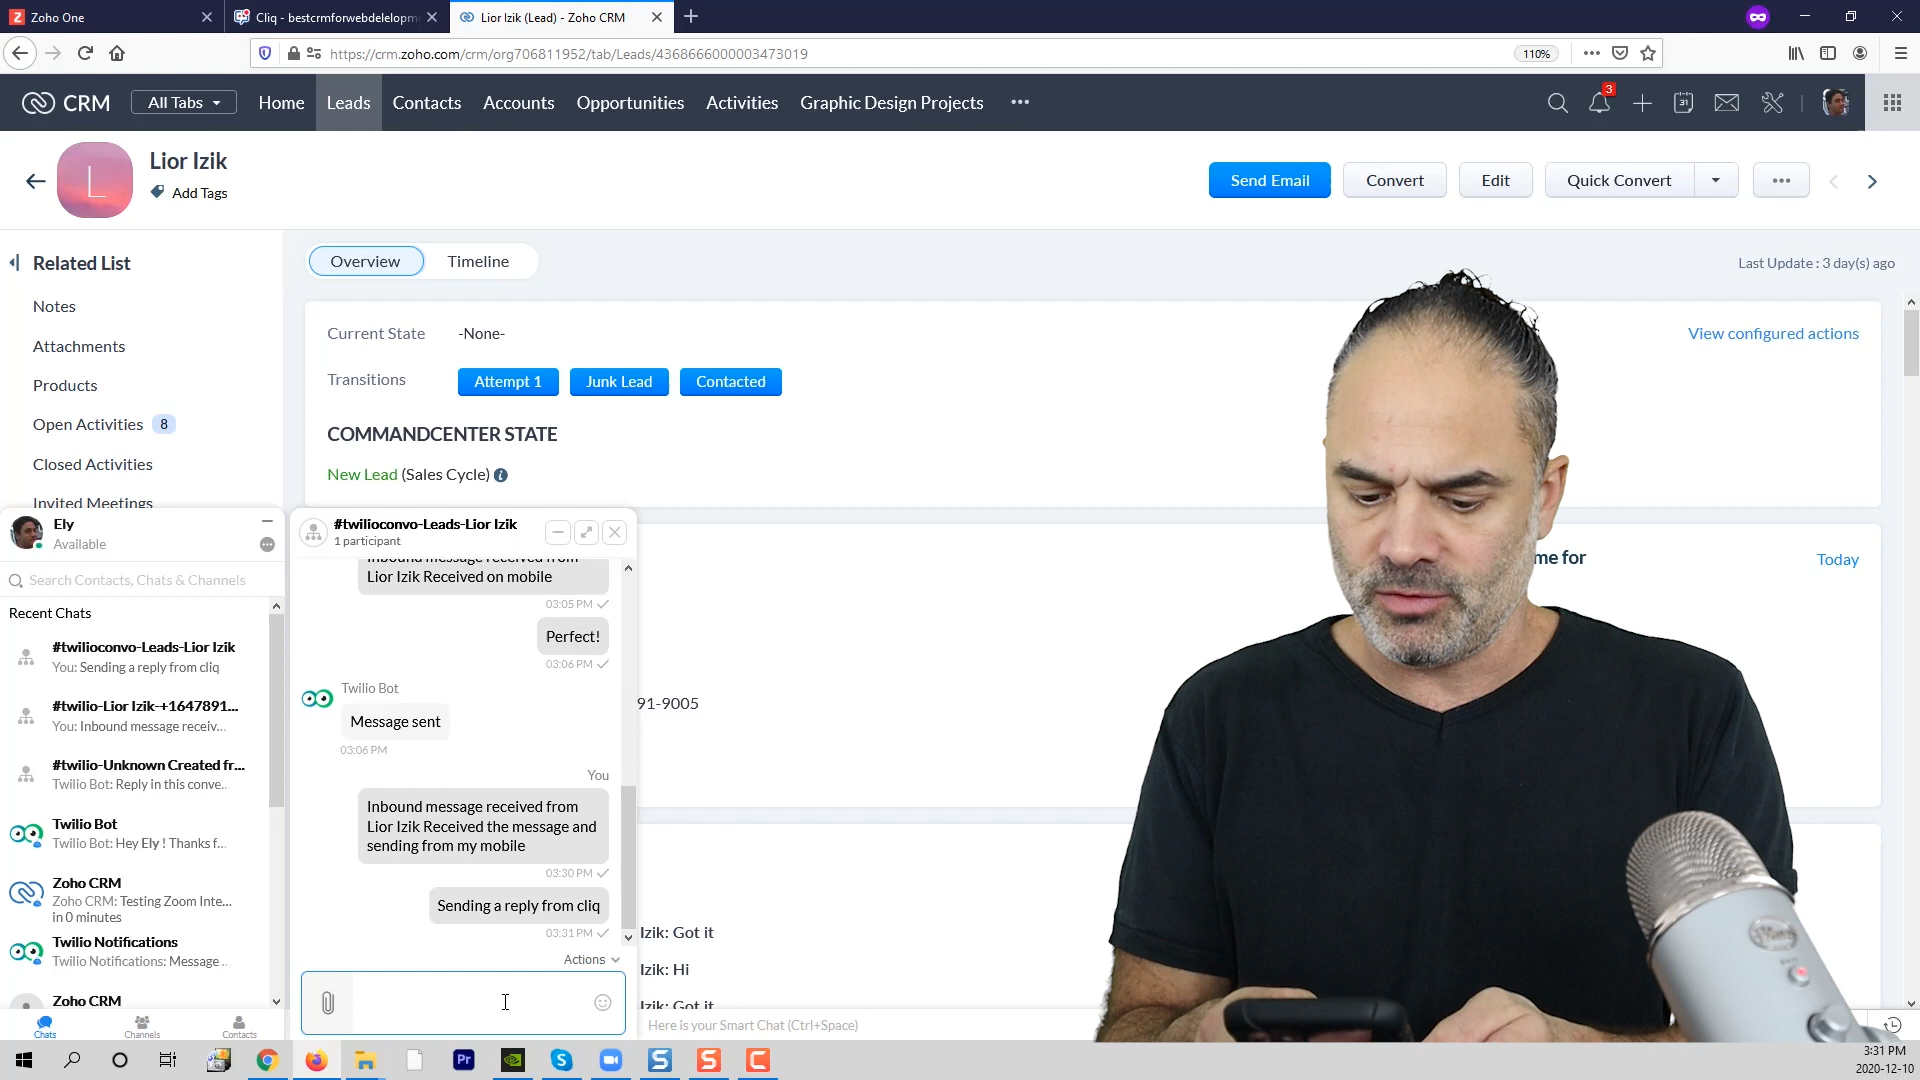 Zoho One
Cliq - bestcrmforwebdelelopm
Lior Izik (Lead) - Zoho CRM
https://crm.zoho.com/crm/org706811952/tab/Leads/4368666000003473019
110%
CRM
All Tabs
Home
Leads
Contacts
Accounts
Opportunities
Activities
Graphic Design Projects
3
31
L
Lior Izik
Add Tags
Send Email
Convert
Edit
Quick Convert
Related List
Notes
Attachments
Products
Open Activities 8
Closed Activities
Invited Meetings
Overview
Timeline
Last Update : 3 day(s) ago
Current State
-None-
View configured actions
Transitions
Attempt 1
Junk Lead
Contacted
COMMANDCENTER STATE
New Lead (Sales Cycle)
me for
Today
91-9005
Izik: Got it
Izik: Hi
Izik: Got it
Ely
Available
Search Contacts, Chats & Channels
Recent Chats
#twilioconvo-Leads-Lior Izik
You: Sending a reply from cliq
#twilio-Lior Izik-+1647891...
You: Inbound message receiv...
#twilio-Unknown Created fr...
Twilio Bot: Reply in this conve...
Twilio Bot
Twilio Bot: Hey Ely ! Thanks f...
Zoho CRM
Zoho CRM: Testing Zoom Inte...
in 0 minutes
Twilio Notifications
Twilio Notifications: Message ..
Zoho CRM
Chats
Channels
Contacts
#twilioconvo-Leads-Lior Izik
1 participant
Inbound message received from
Lior Izik Received on mobile
03:05 PM
Perfect!
03:06 PM
Twilio Bot
Message sent
03:06 PM
You
Inbound message received from
Lior Izik Received the message and
sending from my mobile
03:30 PM
Sending a reply from cliq
03:31 PM
Actions
Here is your Smart Chat (Ctrl+Space)
Pr
S
S
C
3:31 PM
2020-12-10